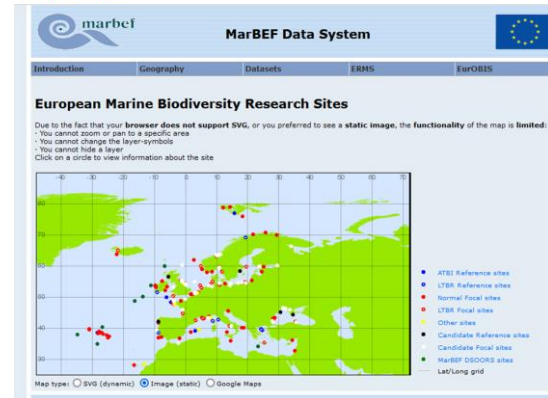 marbef
MarBEF Data System
Introduction Geography Datasets ERMS EurOBIS
European Marine Biodiversity Research Sites
Due to the fact that your browser does not support SVG, or you preferred to see a static image, the functionality of the map is limited:
- You cannot zoom or pan to a specific area
- You cannot change the layer-symbols
- You cannot hide a layer
Click on a circle to view information about the site
-40 -30 -20 -10 0 10 20 30 40 50 60 70
80
70
60
50
40
30
ATBI Reference sites
LTBR Reference sites
Normal Focal sites
LTBR Focal sites
Other sites
Candidate Reference sites
Candidate Focal sites
MarBEF DSOORS sites
Lat/Long grid
Map type: SVG (dynamic) Image (static) Google Maps